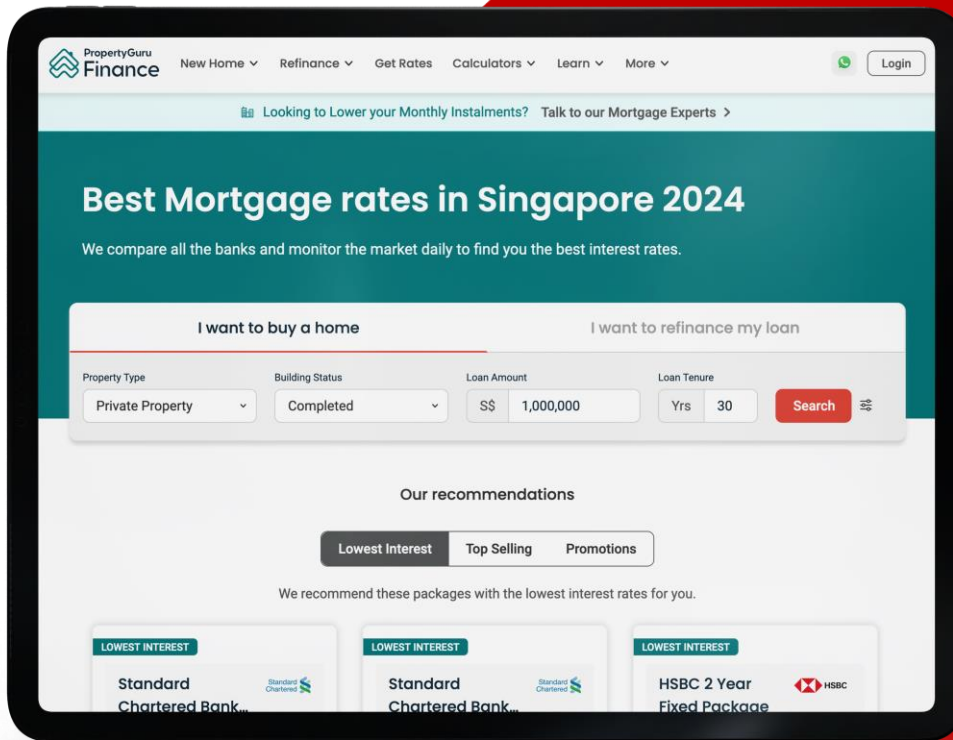 PropertyGuru
Finance
New Home Refinance Get Rates Calculators Learn More Login
Looking to Lower your Monthly Instalments? Talk to our Mortgage Experts >
Best Mortgage rates in Singapore 2024
We compare all the banks and monitor the market daily to find you the best interest rates.
I want to buy a home I want to refinance my loan
Property Type Building Status Loan Amount Loan Tenure
Private Property Completed S$ 1,000,000 Yrs 30 Search
Our recommendations
Lowest Interest Top Selling Promotions
We recommend these packages with the lowest interest rates for you.
LOWEST INTEREST LOWEST INTEREST LOWEST INTEREST
Standard Standard Chartered Standard Standard Chartered HSBC 2 Year HSBC
Chartered Bank... Chartered Bank... Fixed Package